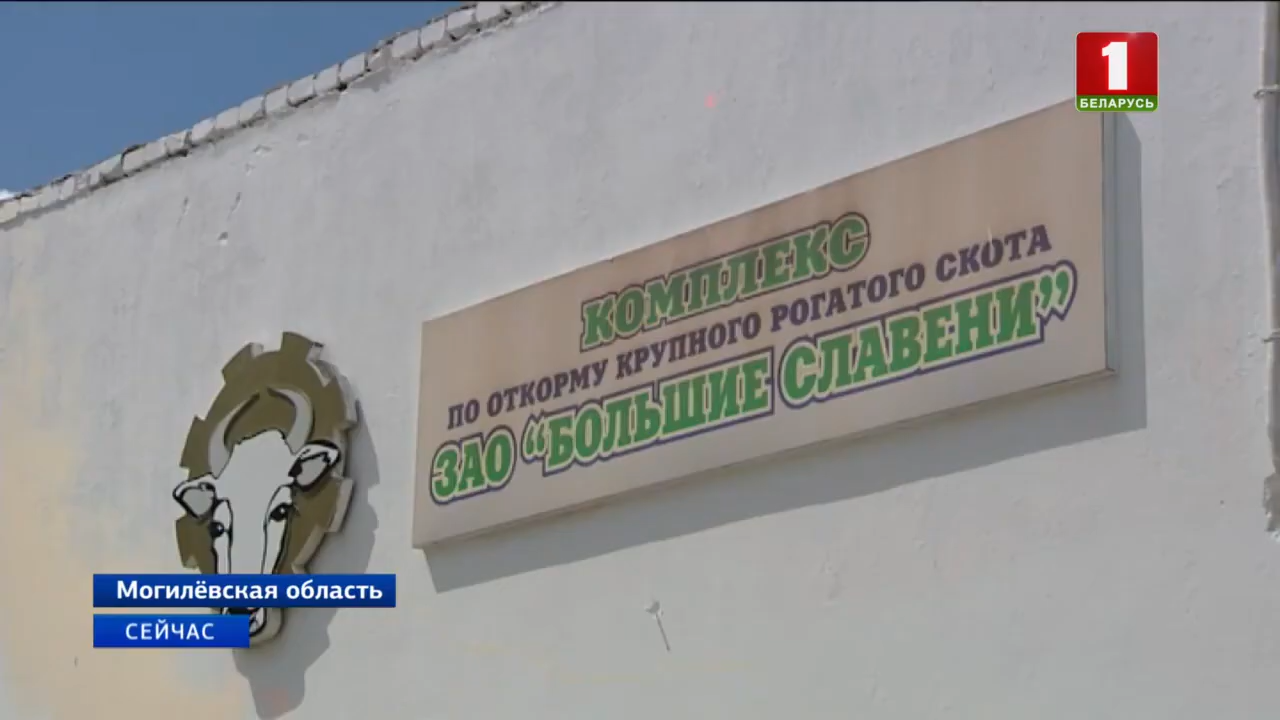 1
БЕЛАРУСЬ
КОМПЛЕКС
ПО ОТКОРМУ КРУПНОГО РОГАТОГО СКОТА
ЗАО “БОЛЬШИЕ СЛАВЕНИ”
Могилёвская область
СЕЙЧАС